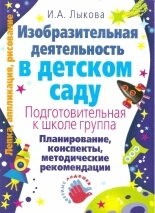 И.А. Лыкова
Изобразительная
деятельность
в детском
саду
Подготовительная
к школе группа
Планирование,
конспекты,
методические
рекомендации
Лепка, аппликация, рисование